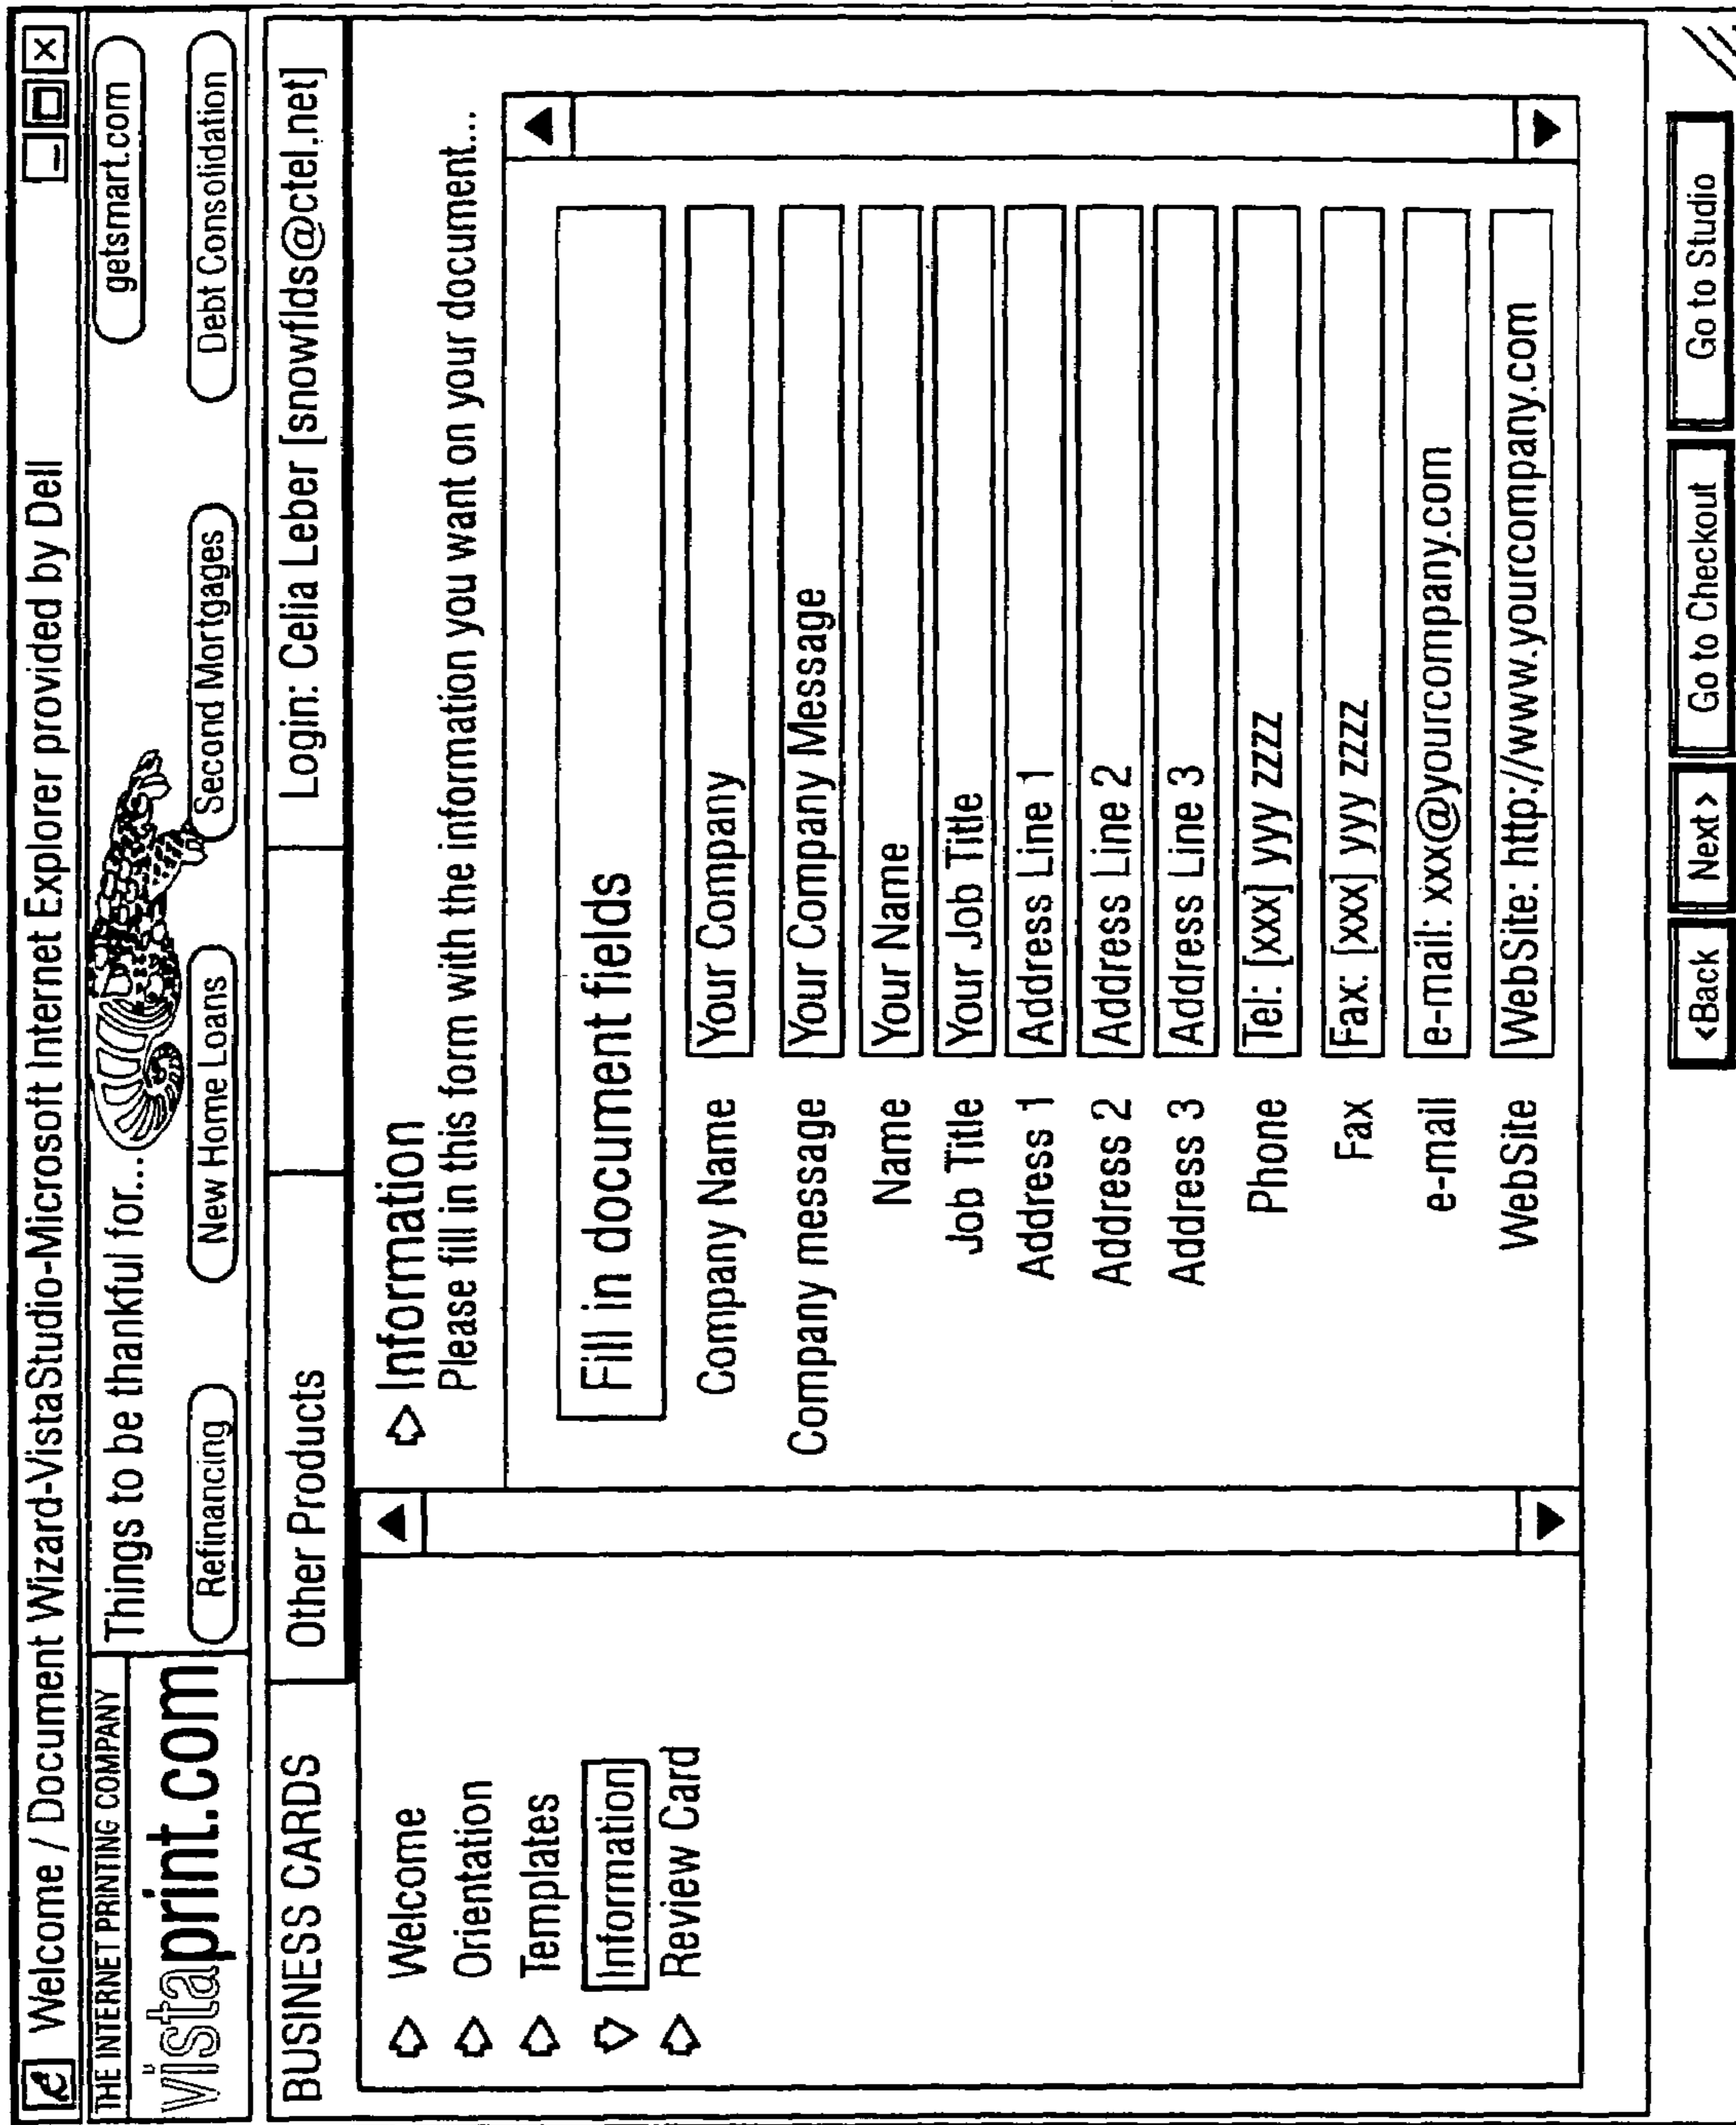 Welcome / Document Wizard-VistaStudio-Microsoft Internet Explorer provided by Dell
THE INTERNET PRINTING COMPANY
vistaprint.com
Things to be thankful for...
getsmart.com
Refinancing
New Home Loans
Second Mortgages
Debt Consolidation
BUSINESS CARDS
Other Products
Login: Celia Leber [snowflds@ctel.net]
Welcome
Orientation
Templates
Information
Review Card
Information
Please fill in this form with the information you want on your document...
Fill in document fields
Company Name Your Company
Company message Your Company Message
Name Your Name
Job Title Your Job Title
Address 1 Address Line 1
Address 2 Address Line 2
Address 3 Address Line 3
Phone Tel: [xxx] yyy zzzz
Fax Fax: [xxx] yyy zzzz
e-mail e-mail: xxx@yourcompany.com
WebSite WebSite: http://www.yourcompany.com
<Back Next > Go to Checkout Go to Studio